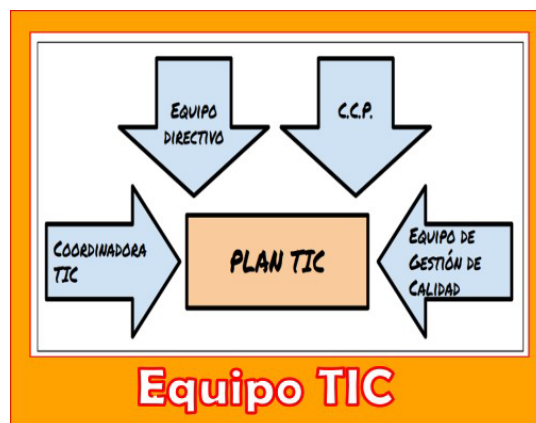 EQUIPO
DIRECTIVO
C.C.P.
COORDINADORA
TIC
PLAN TIC
EQUIPO DE
GESTIÓN DE
CALIDAD
Equipo TIC